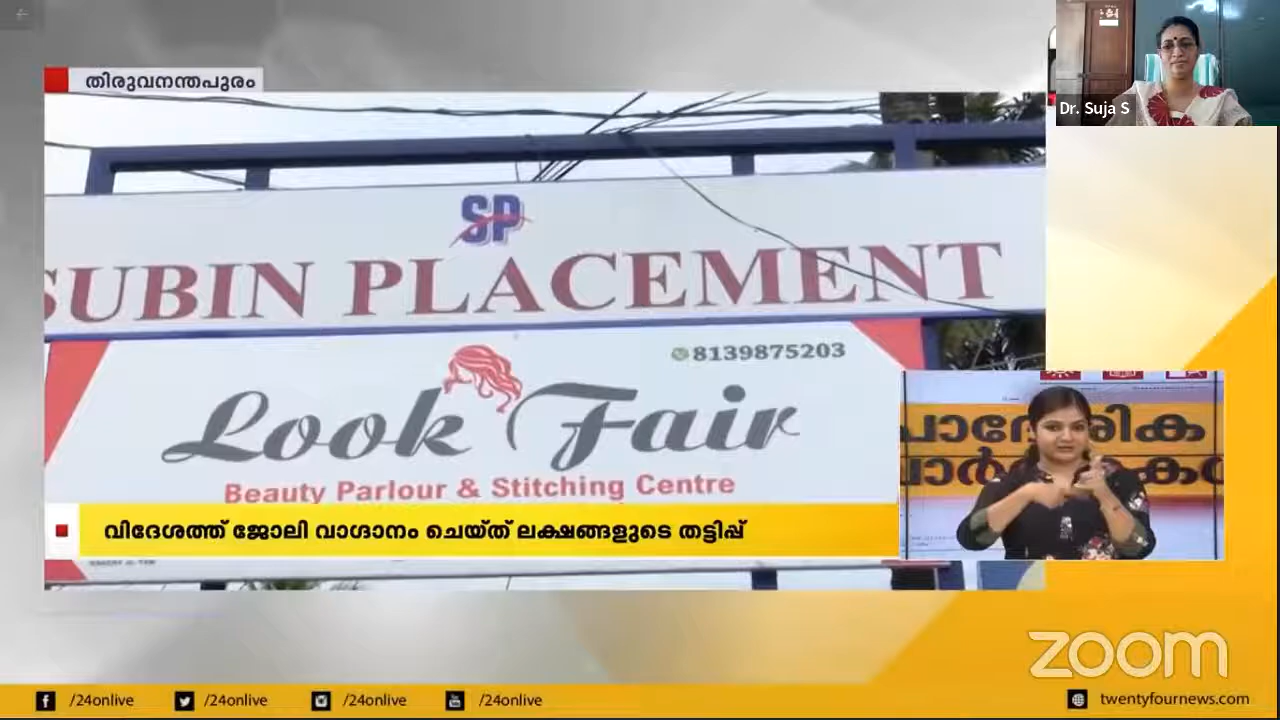 Dr. Suja S
തിരുവനന്തപുരം
SP
SUBIN PLACEMENT
8139875203
Look Fair
Beauty Parlour & Stitching Centre
വിദേശത്ത് ജോലി വാഗ്ദാനം ചെയ്ത് ലക്ഷങ്ങളുടെ തട്ടിപ്പ്
zoom
/24onlive
/24onlive
/24onlive
/24onlive
twentyfournews.com